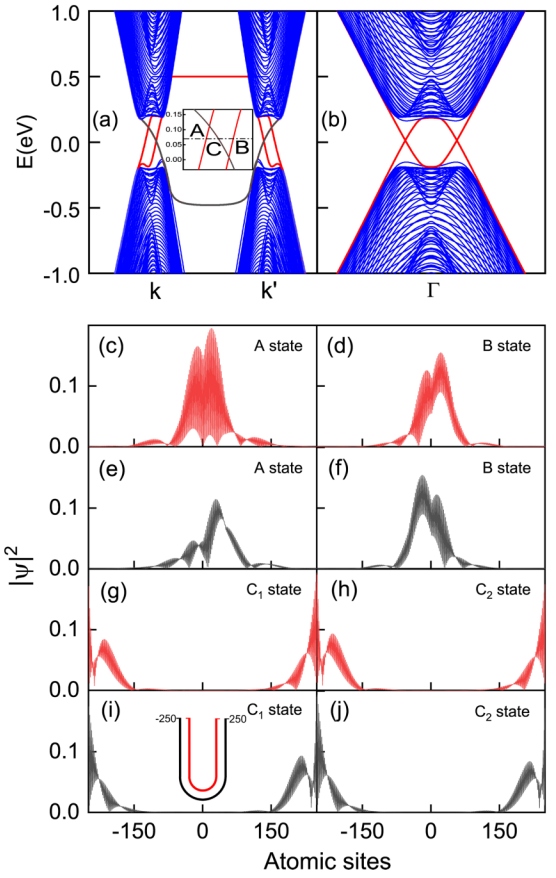 1.0
0.5
0.0
-0.5
-1.0
E(eV)
(a)
(b)
0.15
0.10
0.05
0.00
A
C
B
k
k'
Γ
(c)
A state
(d)
B state
0.1
0.0
(e)
A state
(f)
B state
0.1
0.0
|ψ|²
(g)
C₁ state
(h)
C₂ state
0.1
0.0
(i)
-250
250
C₁ state
(j)
C₂ state
0.1
0.0
-150
0
150
-150
0
150
Atomic sites